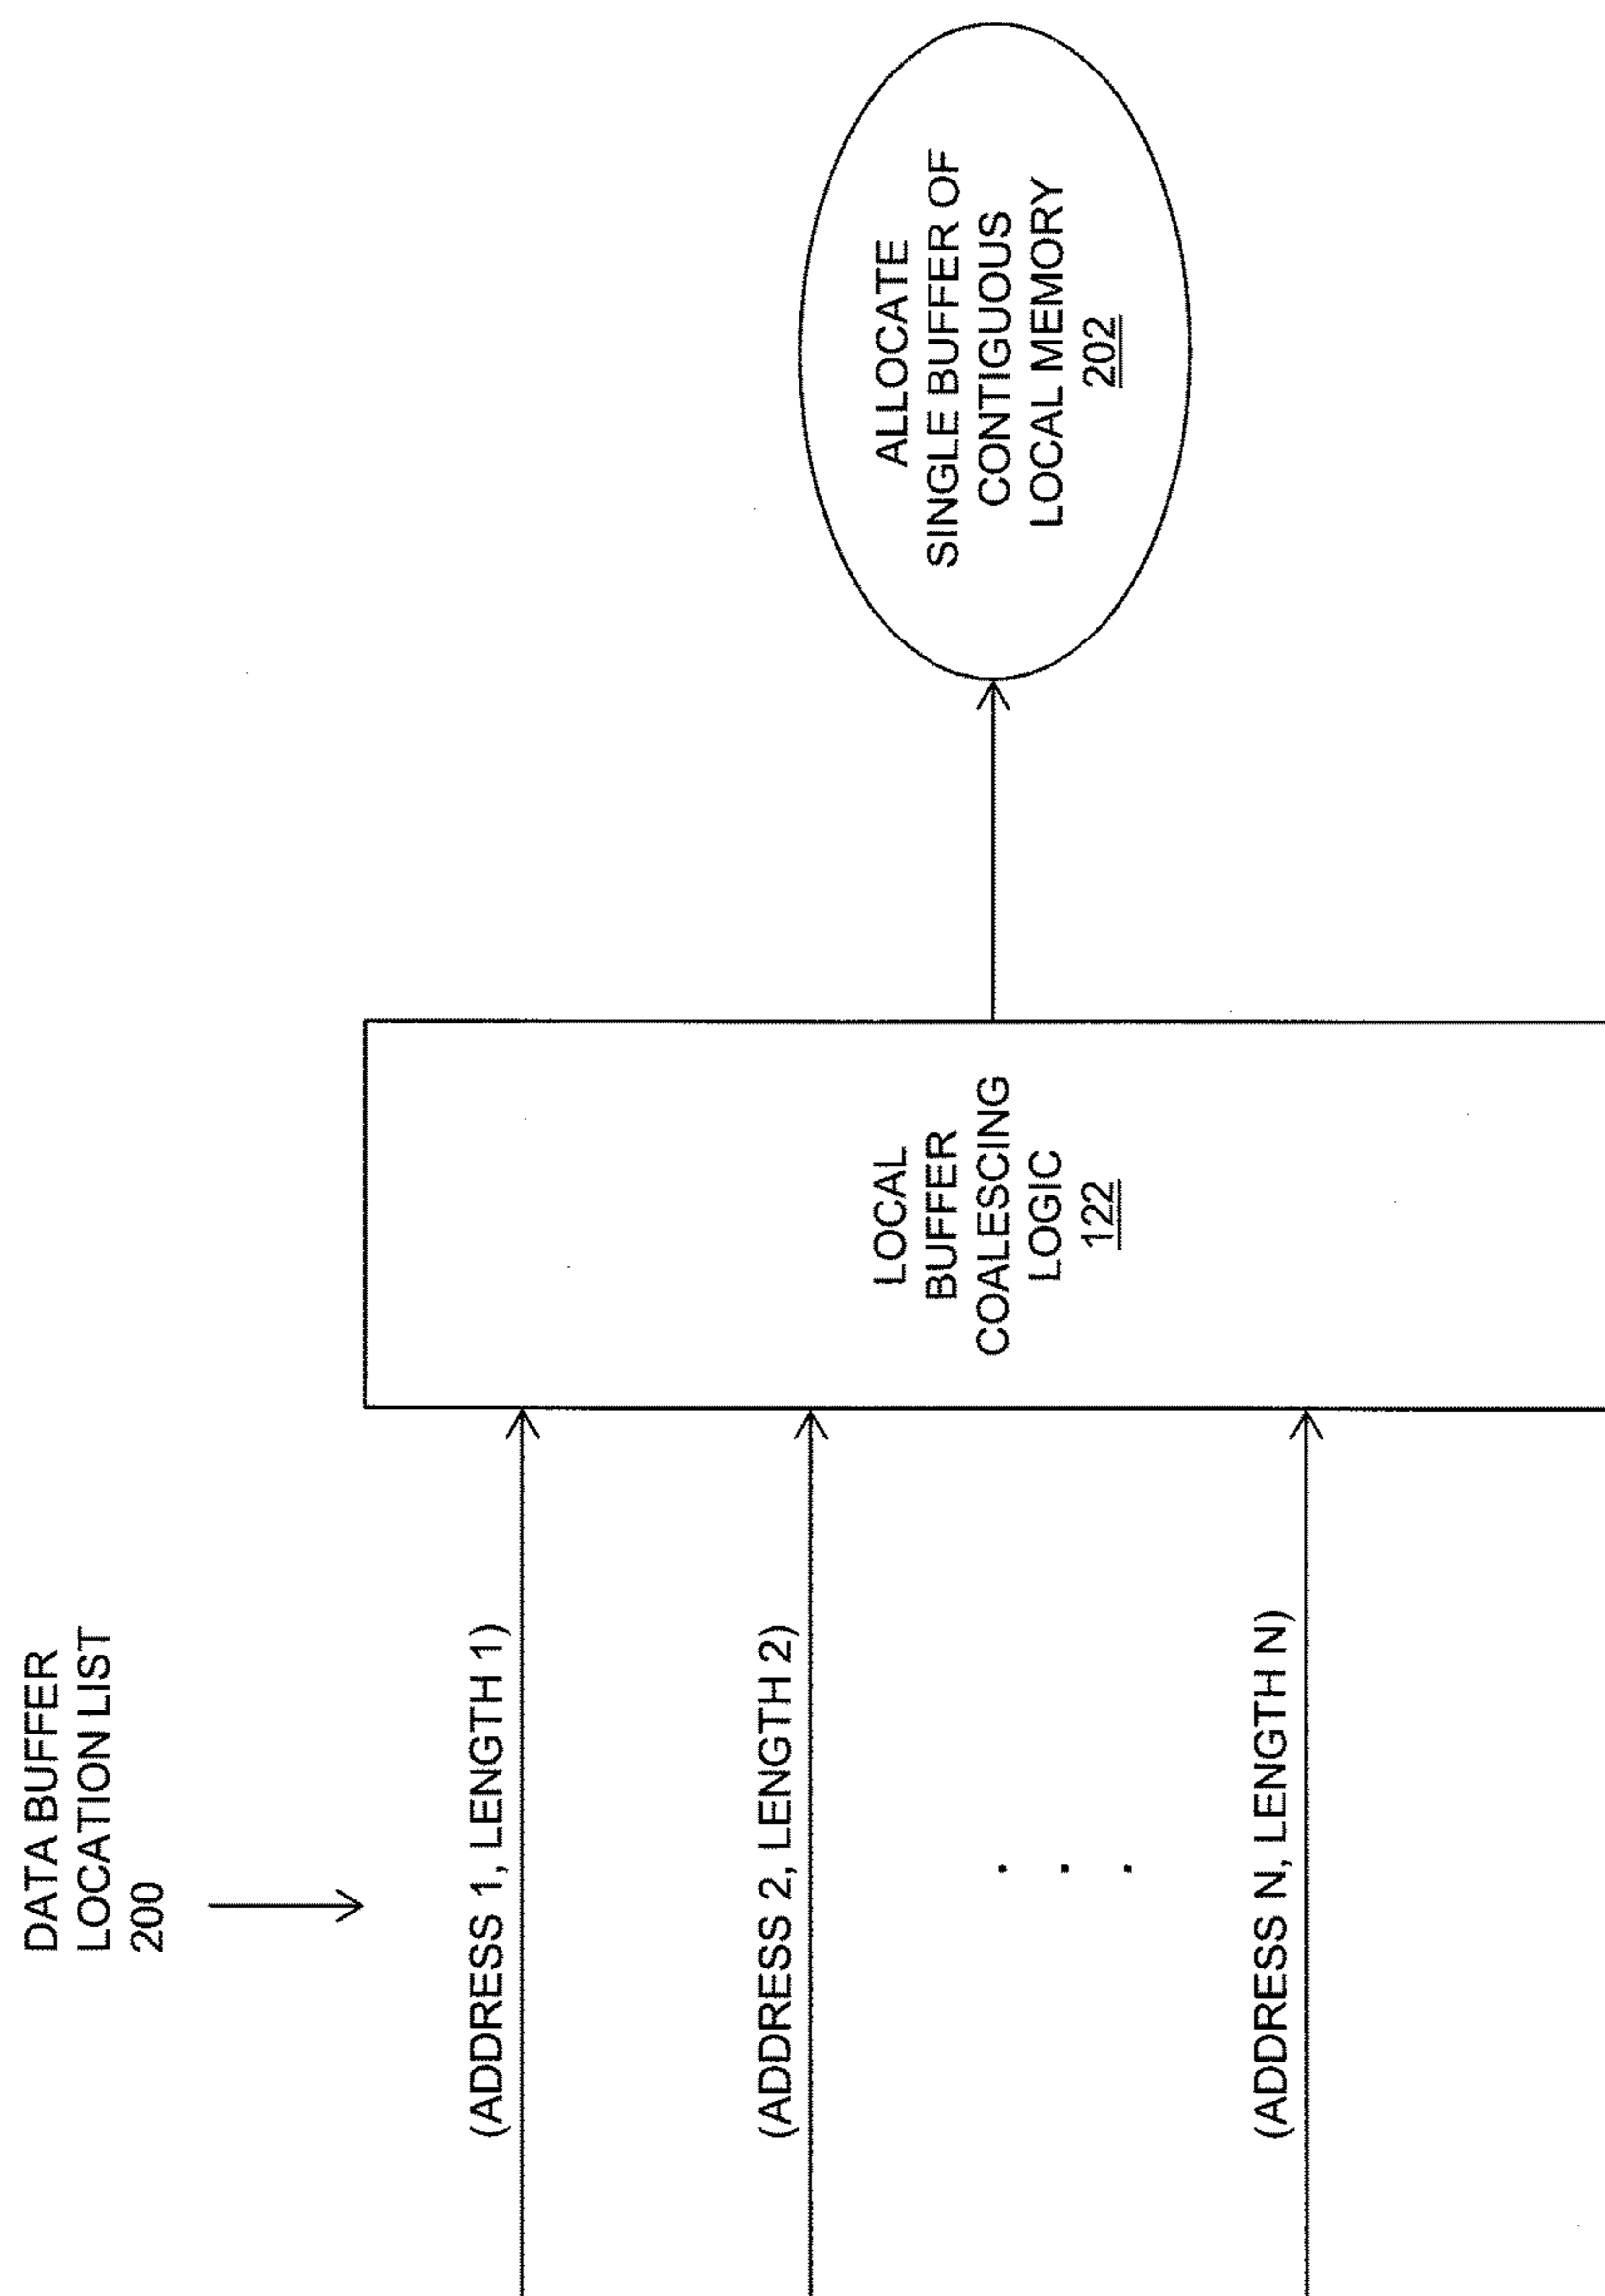 DATA BUFFER
LOCATION LIST
200
(ADDRESS 1, LENGTH 1)
(ADDRESS 2, LENGTH 2)
. . .
(ADDRESS N, LENGTH N)
LOCAL
BUFFER
COALESCING
LOGIC
122
ALLOCATE
SINGLE BUFFER OF
CONTIGUOUS
LOCAL MEMORY
202